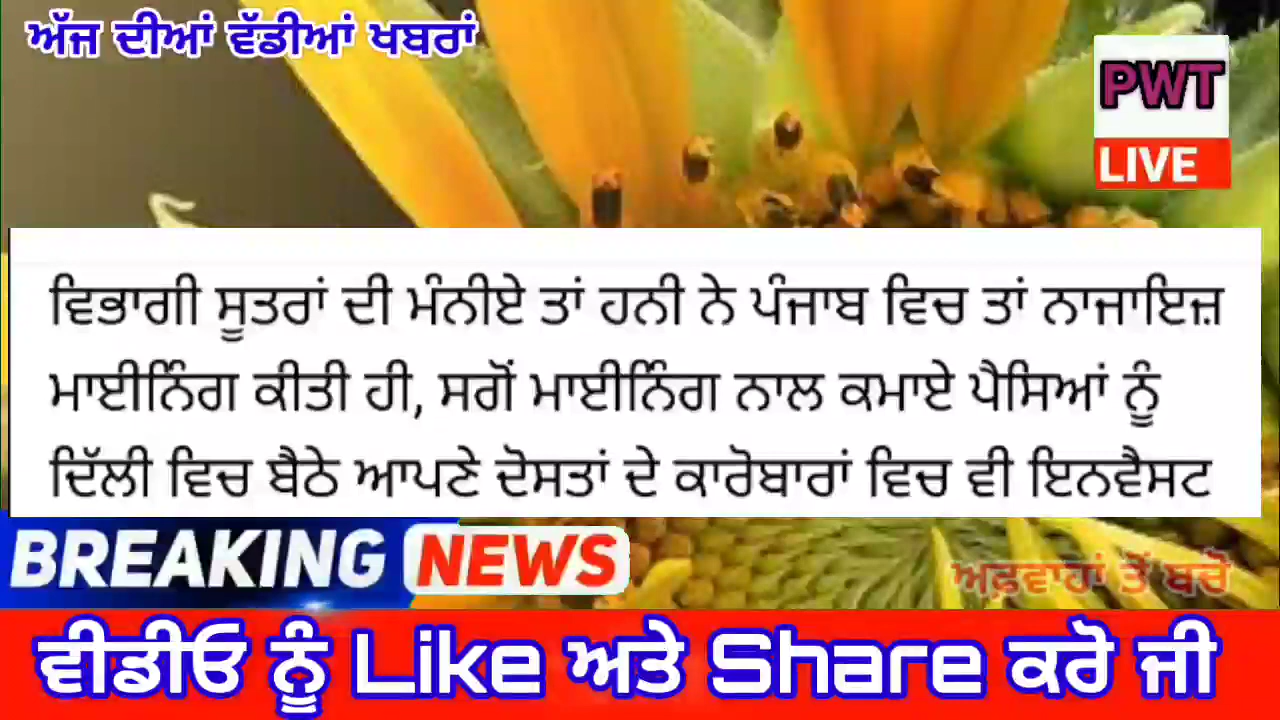 ਅੱਜ ਦੀਆਂ ਵੱਡੀਆਂ ਖਬਰਾਂ
PWT
LIVE
ਵਿਭਾਗੀ ਸੂਤਰਾਂ ਦੀ ਮੰਨੀਏ ਤਾਂ ਹਨੀ ਨੇ ਪੰਜਾਬ ਵਿਚ ਤਾਂ ਨਾਜਾਇਜ਼
ਮਾਈਨਿੰਗ ਕੀਤੀ ਹੀ, ਸਗੋਂ ਮਾਈਨਿੰਗ ਨਾਲ ਕਮਾਏ ਪੈਸਿਆਂ ਨੂੰ
ਦਿੱਲੀ ਵਿਚ ਬੈਠੇ ਆਪਣੇ ਦੋਸਤਾਂ ਦੇ ਕਾਰੋਬਾਰਾਂ ਵਿਚ ਵੀ ਇਨਵੈਸਟ
BREAKING NEWS
ਅਫ਼ਵਾਹਾਂ ਤੋਂ ਬਚੋ
ਵੀਡੀਓ ਨੂੰ Like ਅਤੇ Share ਕਰੋ ਜੀ